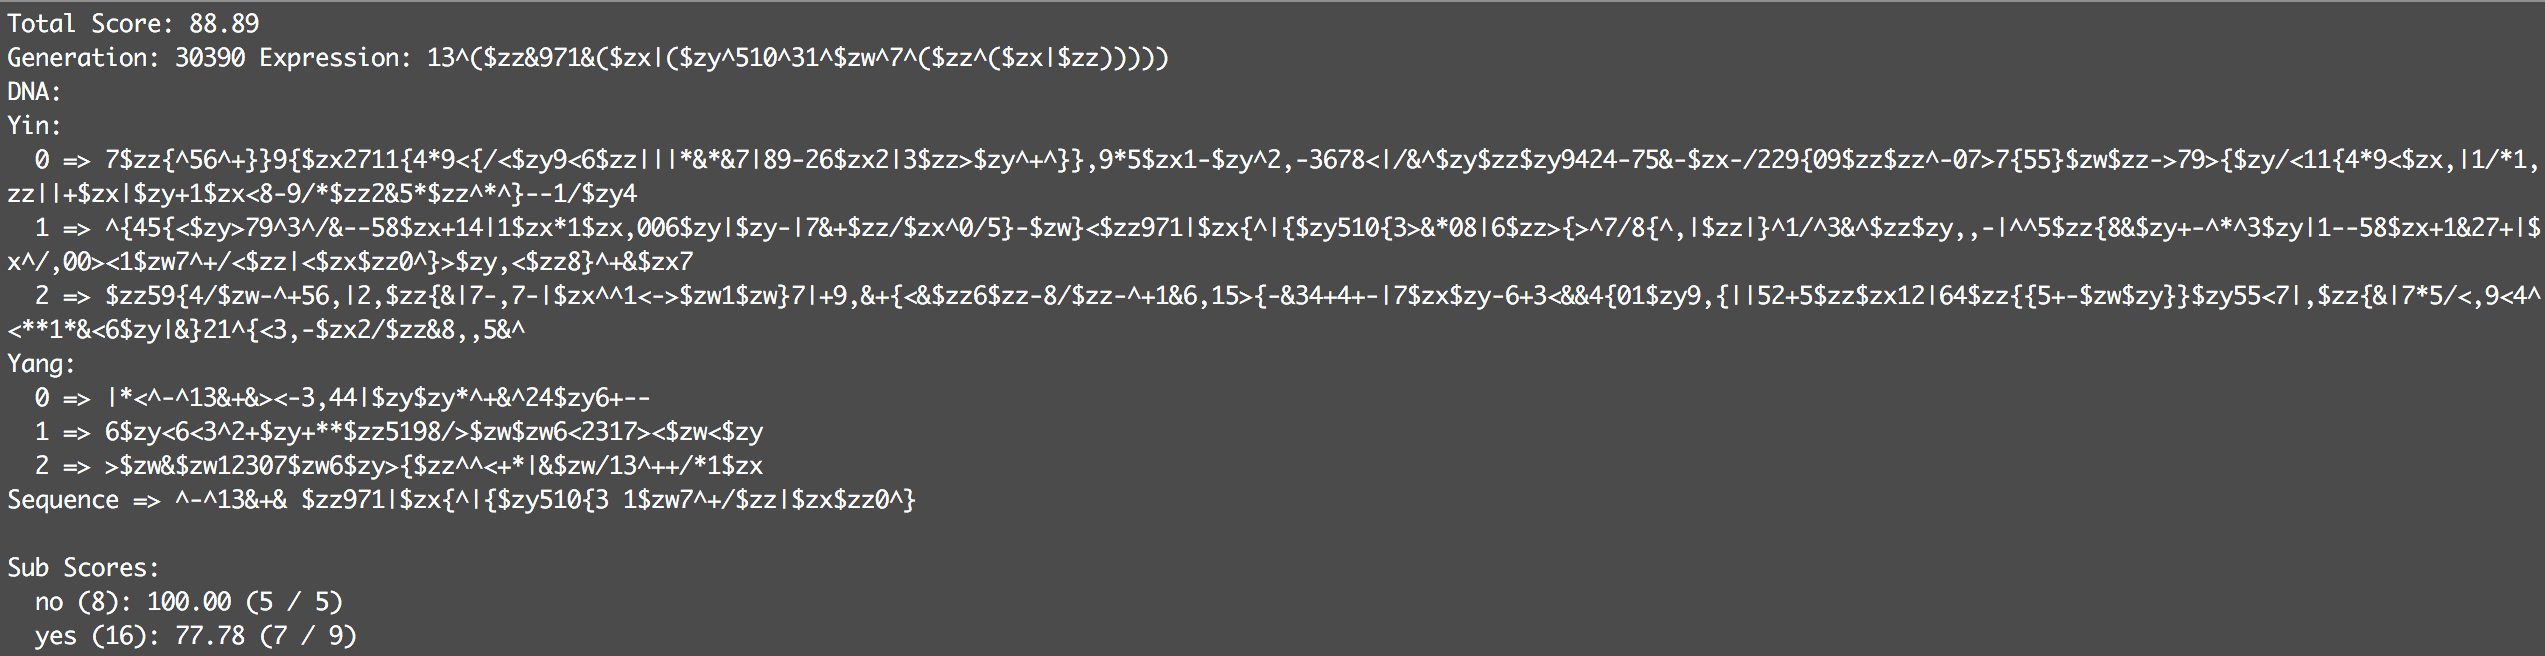 Total Score: 88.89
Generation: 30390 Expression: 13^($zz&971&($zx|($zy^510^31^$zw^7^($zz^($zx|$zz)))))
DNA:
Yin:
0 => 7$zz{^56^+}}9{$zx2711{4*9<{/<$zy9<6$zz|||*&*&7|89-26$zx2|3$zz>$zy^+^}},9*5$zx1-$zy^2,-3678<|/&^$zy$zz$zy9424-75&-$zx-/229{09$zz$zz^-07>7{55}$zw$zz->79>{$zy/<11{4*9<$zx,|1/*1,
zz||+$zx|$zy+1$zx<8-9/*$zz2&5*$zz^*^}--1/$zy4
1 => ^{45{<$zy>79^3^/&--58$zx+14|1$zx*1$zx,006$zy|$zy-|7&+$zz/$zx^0/5}-$zw}<$zz971|$zx{^|{$zy510{3>&*08|6$zz>{>^7/8{^,|$zz|}^1/^3&^$zz$zy,,-|^^5$zz{8&$zy+-^*^3$zy|1--58$zx+1&27+|$
x^/,00><1$zw7^+/<$zz|<$zx$zz0^}>$zy,<$zz8}^+&$zx7
2 => $zz59{4/$zw-^+56,|2,$zz{&|7-,7-|$zx^^1<->$zw1$zw}7|+9,&+{<&$zz6$zz-8/$zz-^+1&6,15>{-&34+4+-|7$zx$zy-6+3<&&4{01$zy9,{||52+5$zz$zx12|64$zz{{5+-$zw$zy}}$zy55<7|,$zz{&|7*5/<,9<4^
<**1*&<6$zy|&}21^{<3,-$zx2/$zz&8,,5&^
Yang:
0 => |*<^-^13&+&><-3,44|$zy$zy*^+&^24$zy6+--
1 => 6$zy<6<3^2+$zy+**$zz5198/>$zw$zw6<2317><$zw<$zy
2 => >$zw&$zw12307$zw6$zy>{$zz^^<+*|&$zw/13^++/*1$zx
Sequence => ^-^13&+& $zz971|$zx{^|{$zy510{3 1$zw7^+/$zz|$zx$zz0^}
Sub Scores:
no (8): 100.00 (5 / 5)
yes (16): 77.78 (7 / 9)